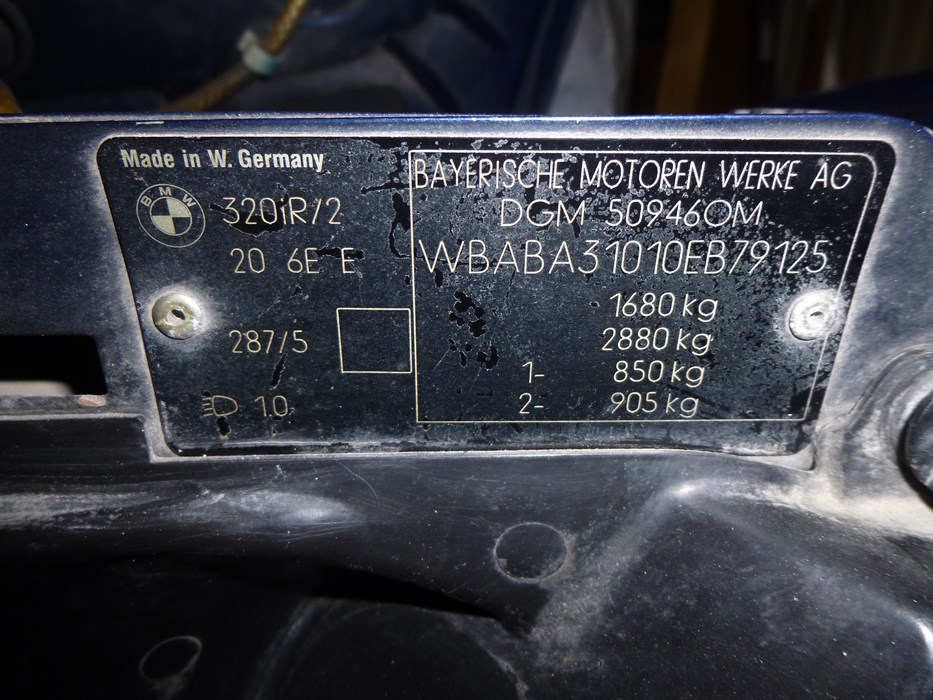 Made in W. Germany
BMW
320iR/2
20 6E E
287/5
1.0
BAYERISCHE MOTOREN WERKE AG
DGM 50946OM
WBABA31010EB79125
1680 kg
2880 kg
1- 850 kg
2- 905 kg